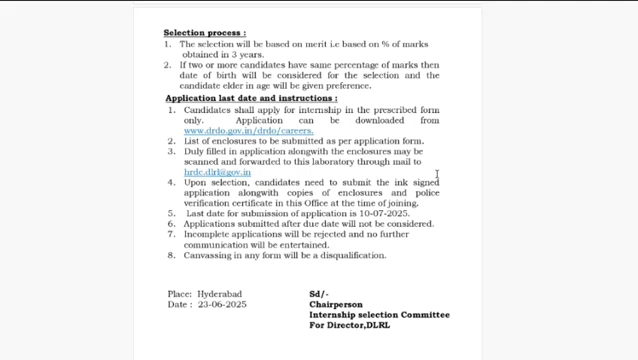 Selection process :
1. The selection will be based on merit i.e based on % of marks
obtained in 3 years.
2. If two or more candidates have same percentage of marks then
date of birth will be considered for the selection and the
candidate elder in age will be given preference.
Application last date and instructions :
1. Candidates shall apply for internship in the prescribed form
only. Application can be downloaded from
www.drdo.gov.in/drdo/careers.
2. List of enclosures to be submitted as per application form.
3. Duly filled in application alongwith the enclosures may be
scanned and forwarded to this laboratory through mail to
hrdc.dlrl@gov.in
4. Upon selection, candidates need to submit the ink signed
application alongwith copies of enclosures and police
verification certificate in this Office at the time of joining.
5. Last date for submission of application is 10-07-2025.
6. Applications submitted after due date will not be considered.
7. Incomplete applications will be rejected and no further
communication will be entertained.
8. Canvassing in any form will be a disqualification.
Place: Hyderabad
Date : 23-06-2025
Sd/-
Chairperson
Internship selection Committee
For Director,DLRL